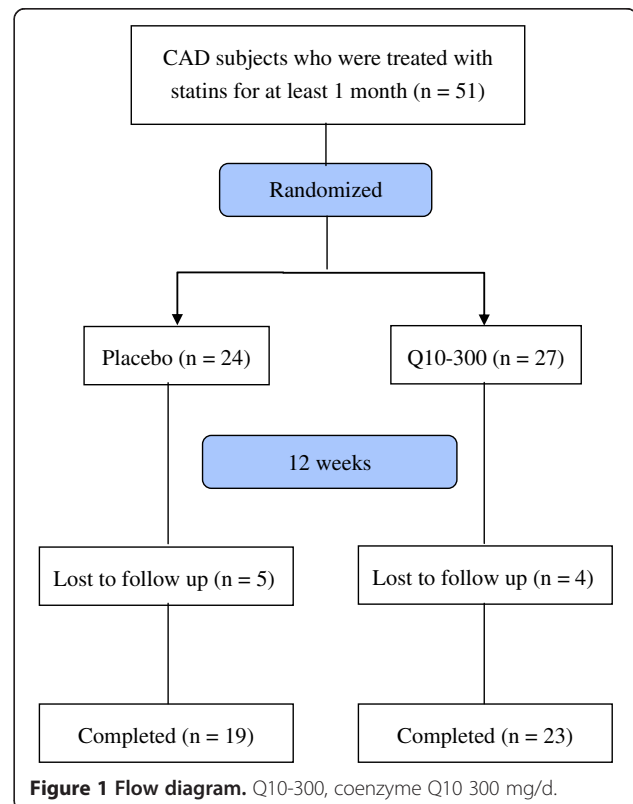 CAD subjects who were treated with
statins for at least 1 month (n = 51)
Randomized
Placebo (n = 24)
Q10-300 (n = 27)
12 weeks
Lost to follow up (n = 5)
Lost to follow up (n = 4)
Completed (n = 19)
Completed (n = 23)
Figure 1 Flow diagram. Q10-300, coenzyme Q10 300 mg/d.